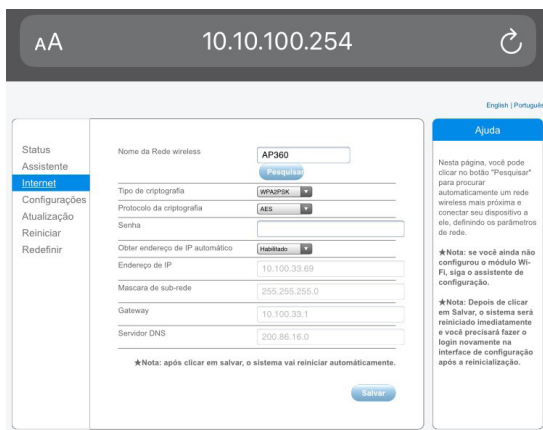 AA
10.10.100.254
English | Português
Status
Assistente
Internet
Configurações
Atualização
Reiniciar
Redefinir
Nome da Rede wireless
AP360
Pesquisar
Tipo de criptografia
WPA2PSK
Protocolo da criptografia
AES
Senha
Obter endereço de IP automático
Habilitado
Endereço de IP
10.100.33.69
Mascara de sub-rede
255.255.255.0
Gateway
10.100.33.1
Servidor DNS
200.86.16.0
★Nota: após clicar em salvar, o sistema vai reiniciar automáticamente.
Salvar
Ajuda
Nesta página, você pode
clicar no botão "Pesquisar"
para procurar
automaticamente um rede
wireless mais próxima e
conectar seu dispositivo a
ele, definindo os parâmetros
de rede.
★Nota: se você ainda não
configurou o módulo Wi-
Fi, siga o assistente de
configuração.
★Nota: Depois de clicar
em Salvar, o sistema será
reiniciado imediatamente
e você precisará fazer o
login novamente na
interface de configuração
após a reinicialização.